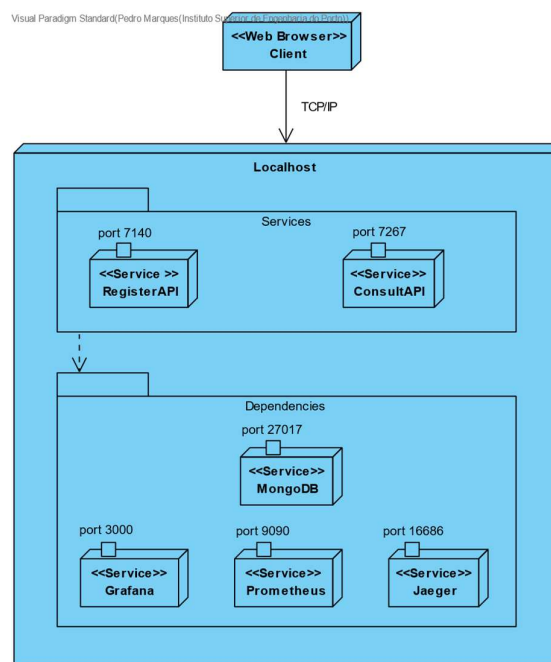 Visual Paradigm Standard(Pedro Marques(Instituto Superior de Engenharia do Porto))
<<Web Browser>>
Client
TCP/IP
Localhost
Services
port 7140
port 7267
<<Service >>
RegisterAPI
<<Service>>
ConsultAPI
Dependencies
port 27017
<<Service>>
MongoDB
port 3000
port 9090
port 16686
<<Service>>
Grafana
<<Service>>
Prometheus
<<Service>>
Jaeger